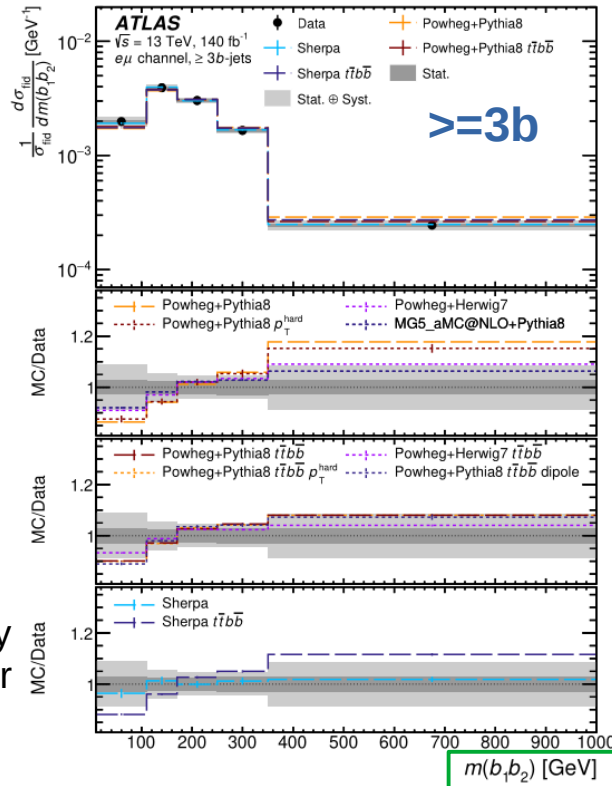 ATLAS
√s = 13 TeV, 140 fb⁻¹
eμ channel, ≥ 3b-jets
Data
Sherpa
Sherpa tt̄bb̄
Stat. ⊕ Syst.
Powheg+Pythia8
Powheg+Pythia8 tt̄bb̄
Stat.
>=3b
1/σ_fid dσ_fid/dm(b₁b₂) [GeV⁻¹]
10⁻²
10⁻³
10⁻⁴
Powheg+Pythia8
Powheg+Pythia8 p_T^hard
Powheg+Herwig7
MG5_aMC@NLO+Pythia8
MC/Data
1.2
1
Powheg+Pythia8 tt̄bb̄
Powheg+Pythia8 tt̄bb̄ p_T^hard
Powheg+Herwig7 tt̄bb̄
Powheg+Pythia8 tt̄bb̄ dipole
MC/Data
1.2
1
Sherpa
Sherpa tt̄bb̄
MC/Data
1.2
1
y
r
100 200 300 400 500 600 700 800 900 1000
m(b₁b₂) [GeV]